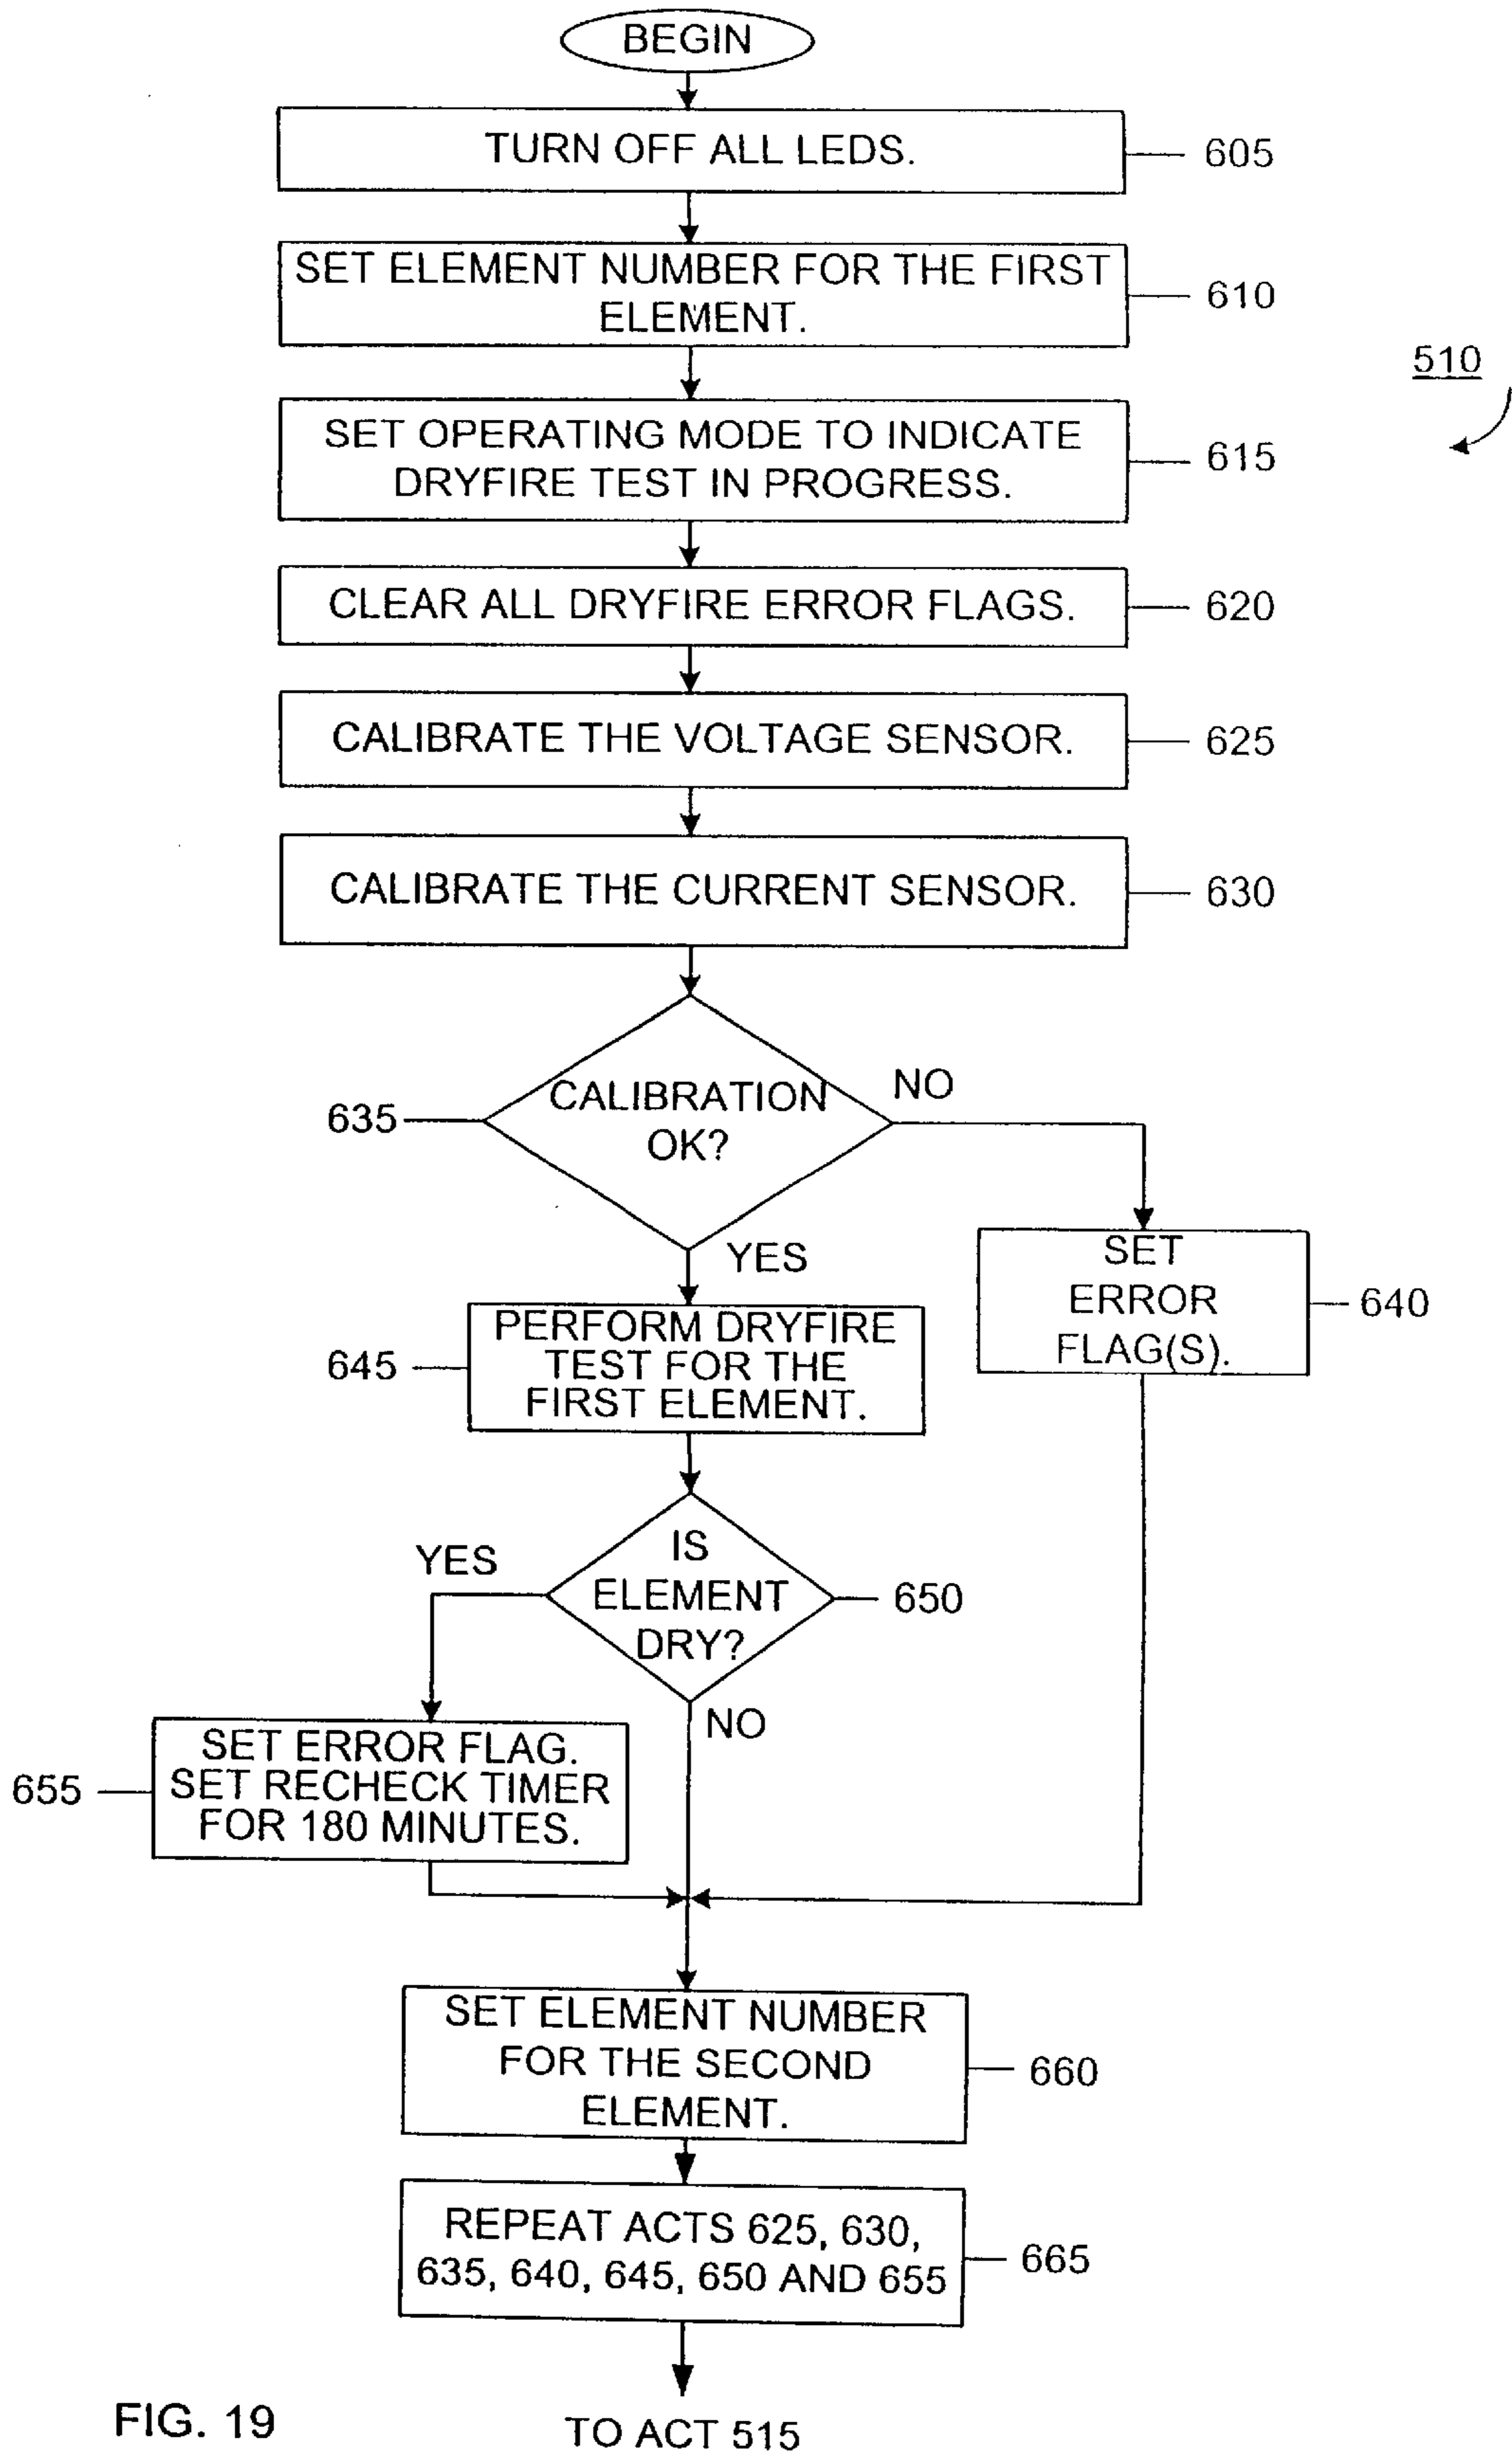 BEGIN
TURN OFF ALL LEDS.
605
SET ELEMENT NUMBER FOR THE FIRST
ELEMENT.
610
510
SET OPERATING MODE TO INDICATE
DRYFIRE TEST IN PROGRESS.
615
CLEAR ALL DRYFIRE ERROR FLAGS.
620
CALIBRATE THE VOLTAGE SENSOR.
625
CALIBRATE THE CURRENT SENSOR.
630
635
CALIBRATION
OK?
NO
YES
SET
ERROR
FLAG(S).
640
645
PERFORM DRYFIRE
TEST FOR THE
FIRST ELEMENT.
YES
IS
ELEMENT
DRY?
650
NO
655
SET ERROR FLAG.
SET RECHECK TIMER
FOR 180 MINUTES.
SET ELEMENT NUMBER
FOR THE SECOND
ELEMENT.
660
REPEAT ACTS 625, 630,
635, 640, 645, 650 AND 655
665
FIG. 19
TO ACT 515